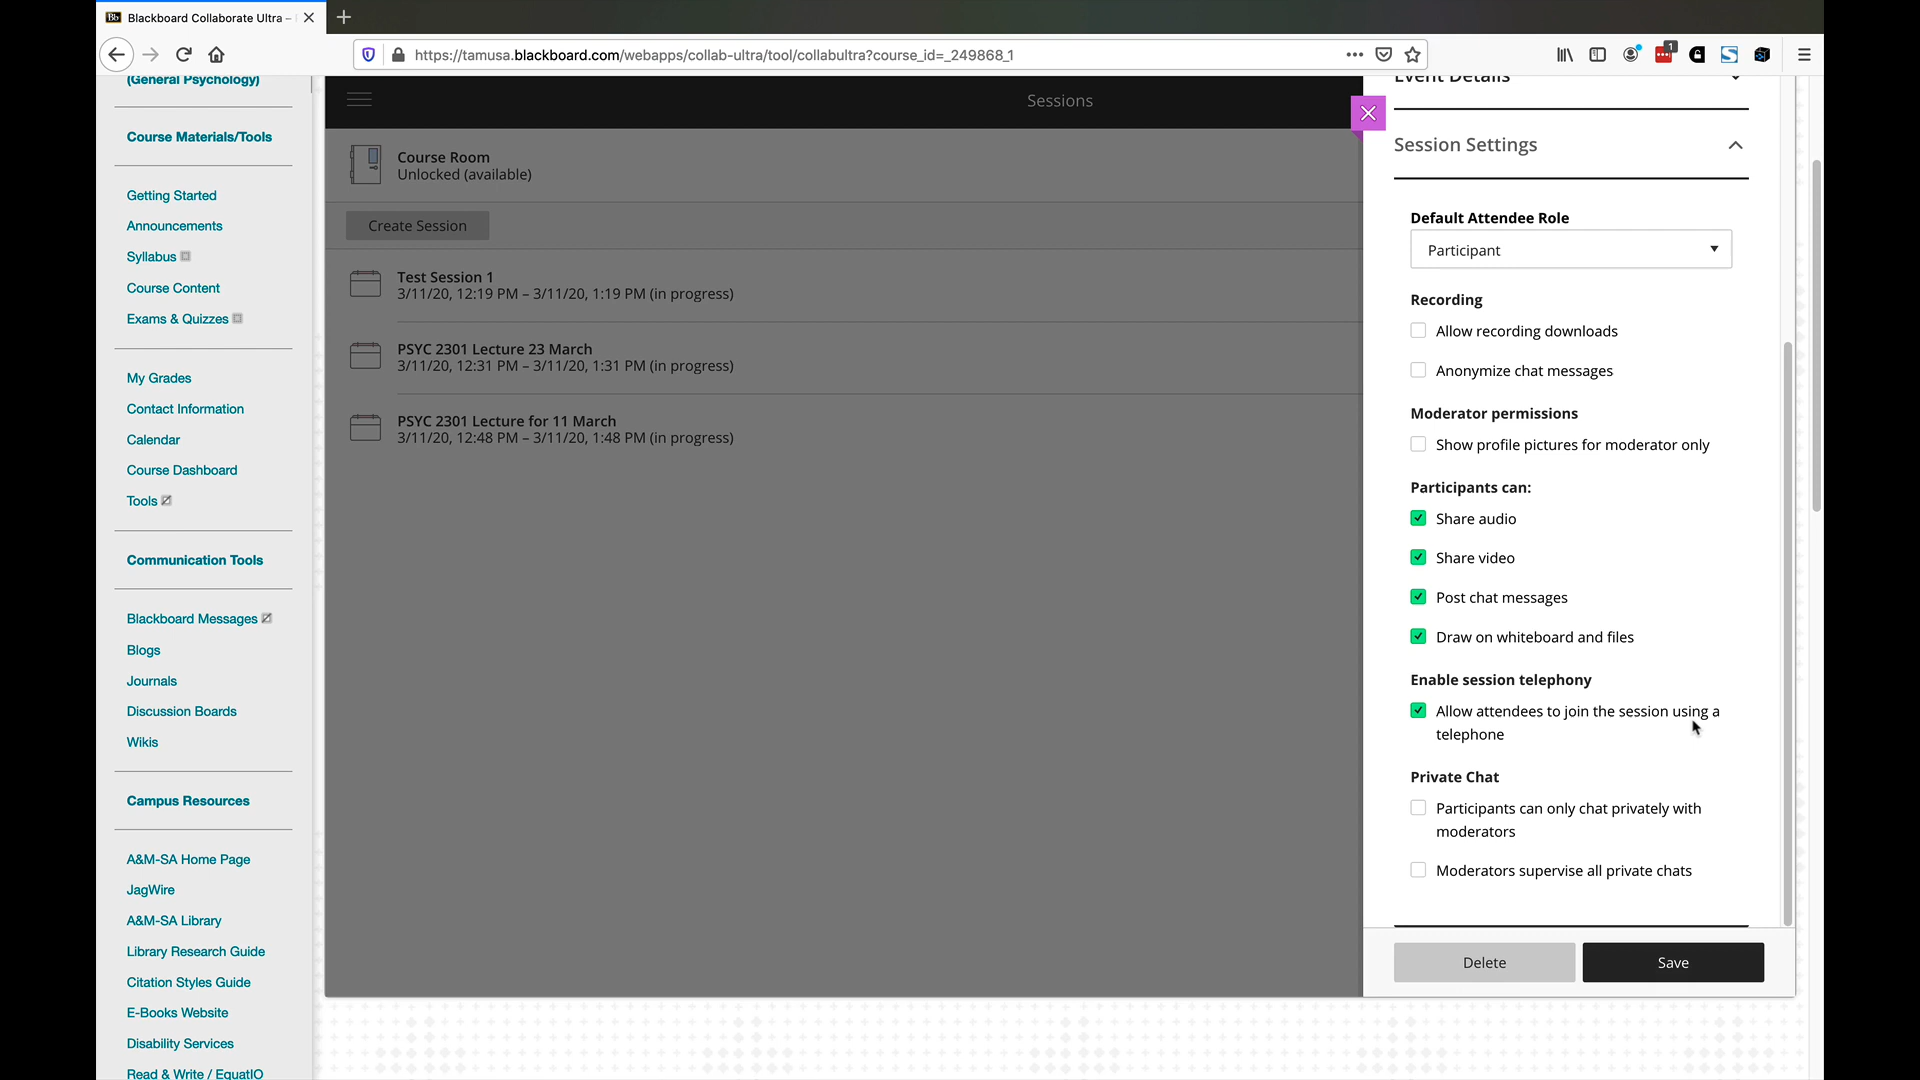 Blackboard Collaborate Ultra –
https://tamusa.blackboard.com/webapps/collab-ultra/tool/collabultra?course_id=_249868_1
1
(General Psychology)
Course Materials/Tools
Getting Started
Announcements
Syllabus
Course Content
Exams & Quizzes
My Grades
Contact Information
Calendar
Course Dashboard
Tools
Communication Tools
Blackboard Messages
Blogs
Journals
Discussion Boards
Wikis
Campus Resources
A&M-SA Home Page
JagWire
A&M-SA Library
Library Research Guide
Citation Styles Guide
E-Books Website
Disability Services
Read & Write / EquatIO
Sessions
Course Room
Unlocked (available)
Create Session
Test Session 1
3/11/20, 12:19 PM – 3/11/20, 1:19 PM (in progress)
PSYC 2301 Lecture 23 March
3/11/20, 12:31 PM – 3/11/20, 1:31 PM (in progress)
PSYC 2301 Lecture for 11 March
3/11/20, 12:48 PM – 3/11/20, 1:48 PM (in progress)
Event Details
Session Settings
Default Attendee Role
Participant
Recording
Allow recording downloads
Anonymize chat messages
Moderator permissions
Show profile pictures for moderator only
Participants can:
Share audio
Share video
Post chat messages
Draw on whiteboard and files
Enable session telephony
Allow attendees to join the session using a
telephone
Private Chat
Participants can only chat privately with
moderators
Moderators supervise all private chats
Delete
Save